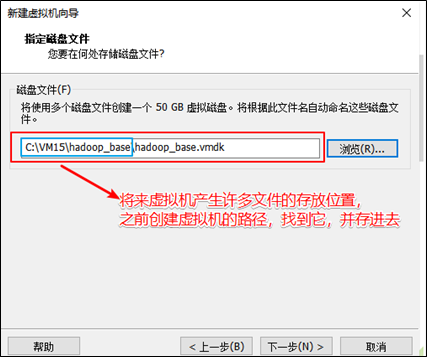 新建虚拟机向导
指定磁盘文件
您要在何处存储磁盘文件?
磁盘文件(F)
将使用多个磁盘文件创建一个 50 GB 虚拟磁盘。将根据此文件名自动命名这些磁盘文
件。
C:\VM15\hadoop_base\hadoop_base.vmdk 浏览(R)...
将来虚拟机产生许多文件的存放位置，
之前创建虚拟机的路径，找到它，并存进去
帮助 < 上一步(B) 下一步(N) > 取消